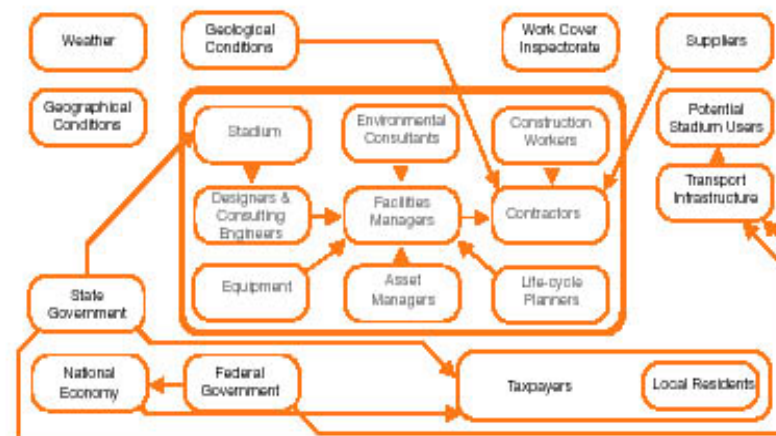 Weather
Geological
Conditions
Work Cover
Inspectorate
Suppliers
Geographical
Conditions
Stadium
Environmental
Consultants
Construction
Workers
Potential
Stadium Users
Designers &
Consulting
Engineers
Facilities
Managers
Contractors
Transport
Infrastructure
Equipment
Asset
Managers
Life-cycle
Planners
State
Government
National
Economy
Federal
Government
Taxpayers
Local Residents